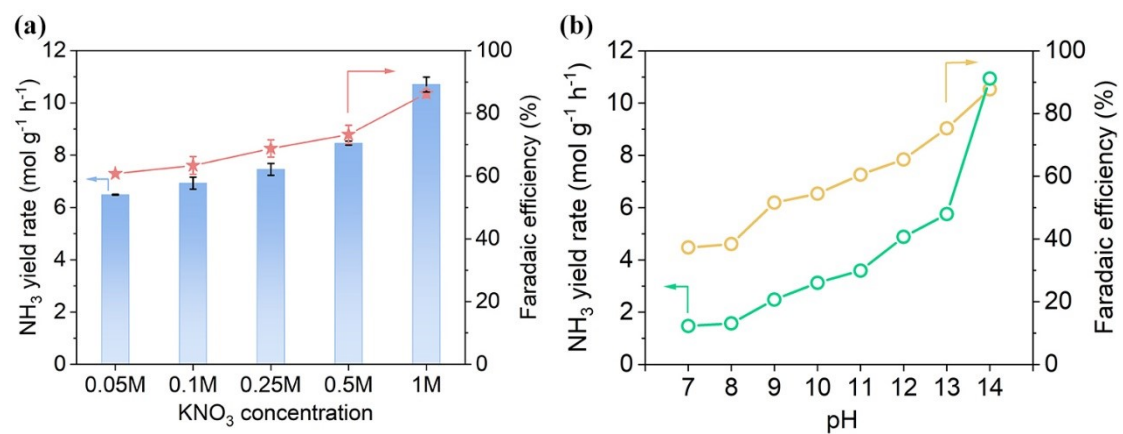 (a)
NH₃ yield rate (mol g⁻¹ h⁻¹)
12
10
8
6
4
2
0
100
80
60
40
20
0
Faradaic efficiency (%)
0.05M 0.1M 0.25M 0.5M 1M
KNO₃ concentration
(b)
NH₃ yield rate (mol g⁻¹ h⁻¹)
12
10
8
6
4
2
0
100
80
60
40
20
0
Faradaic efficiency (%)
7 8 9 10 11 12 13 14
pH